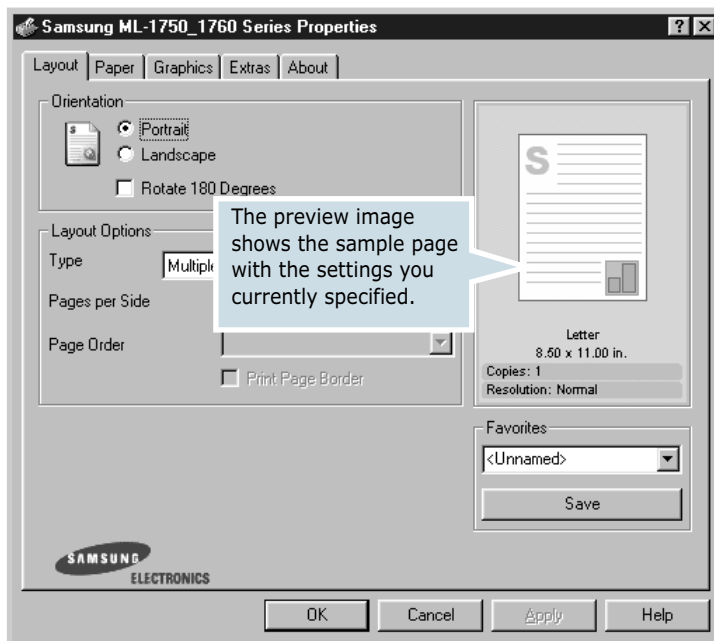 Samsung ML-1750_1760 Series Properties
? X
Layout Paper Graphics Extras About
Orientation
S
Portrait
Landscape
Rotate 180 Degrees
Layout Options
Type
Pages per Side
Page Order
Print Page Border
The preview image
shows the sample page
with the settings you
currently specified.
S
Letter
8.50 x 11.00 in.
Copies: 1
Resolution: Normal
Favorites
<Unnamed>
Save
SAMSUNG
ELECTRONICS
OK Cancel Apply Help